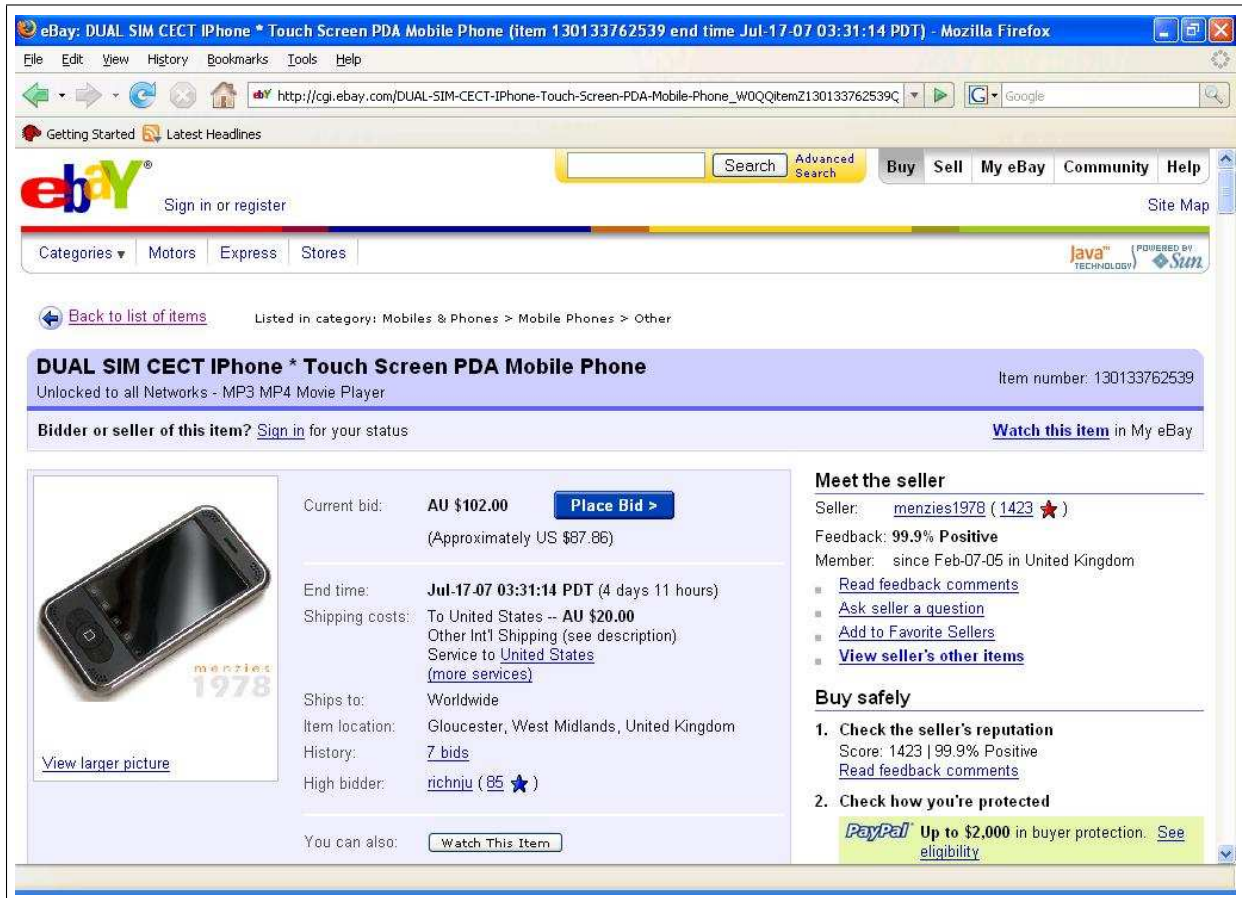 eBay: DUAL SIM CECT IPhone * Touch Screen PDA Mobile Phone (item 130133762539 end time Jul-17-07 03:31:14 PDT) - Mozilla Firefox
File Edit View History Bookmarks Tools Help
http://cgi.ebay.com/DUAL-SIM-CECT-IPhone-Touch-Screen-PDA-Mobile-Phone_W0QQitemZ130133762539Q G Google
Getting Started Latest Headlines
ebY® Search Advanced Search Buy Sell My eBay Community Help
Sign in or register Site Map
Categories Motors Express Stores Java™ TECHNOLOGY POWERED BY Sun
Back to list of items Listed in category: Mobiles & Phones > Mobile Phones > Other
DUAL SIM CECT IPhone * Touch Screen PDA Mobile Phone
Unlocked to all Networks - MP3 MP4 Movie Player Item number: 130133762539
Bidder or seller of this item? Sign in for your status Watch this item in My eBay
menzies
1978
View larger picture
Current bid: AU $102.00 Place Bid >
(Approximately US $87.86)
End time: Jul-17-07 03:31:14 PDT (4 days 11 hours)
Shipping costs: To United States -- AU $20.00
Other Int'l Shipping (see description)
Service to United States
(more services)
Ships to: Worldwide
Item location: Gloucester, West Midlands, United Kingdom
History: 7 bids
High bidder: richnju ( 85 )
You can also: Watch This Item
Meet the seller
Seller: menzies1978 ( 1423 )
Feedback: 99.9% Positive
Member: since Feb-07-05 in United Kingdom
Read feedback comments
Ask seller a question
Add to Favorite Sellers
View seller's other items
Buy safely
1. Check the seller's reputation
Score: 1423 | 99.9% Positive
Read feedback comments
2. Check how you're protected
PayPal Up to $2,000 in buyer protection. See
eligibility